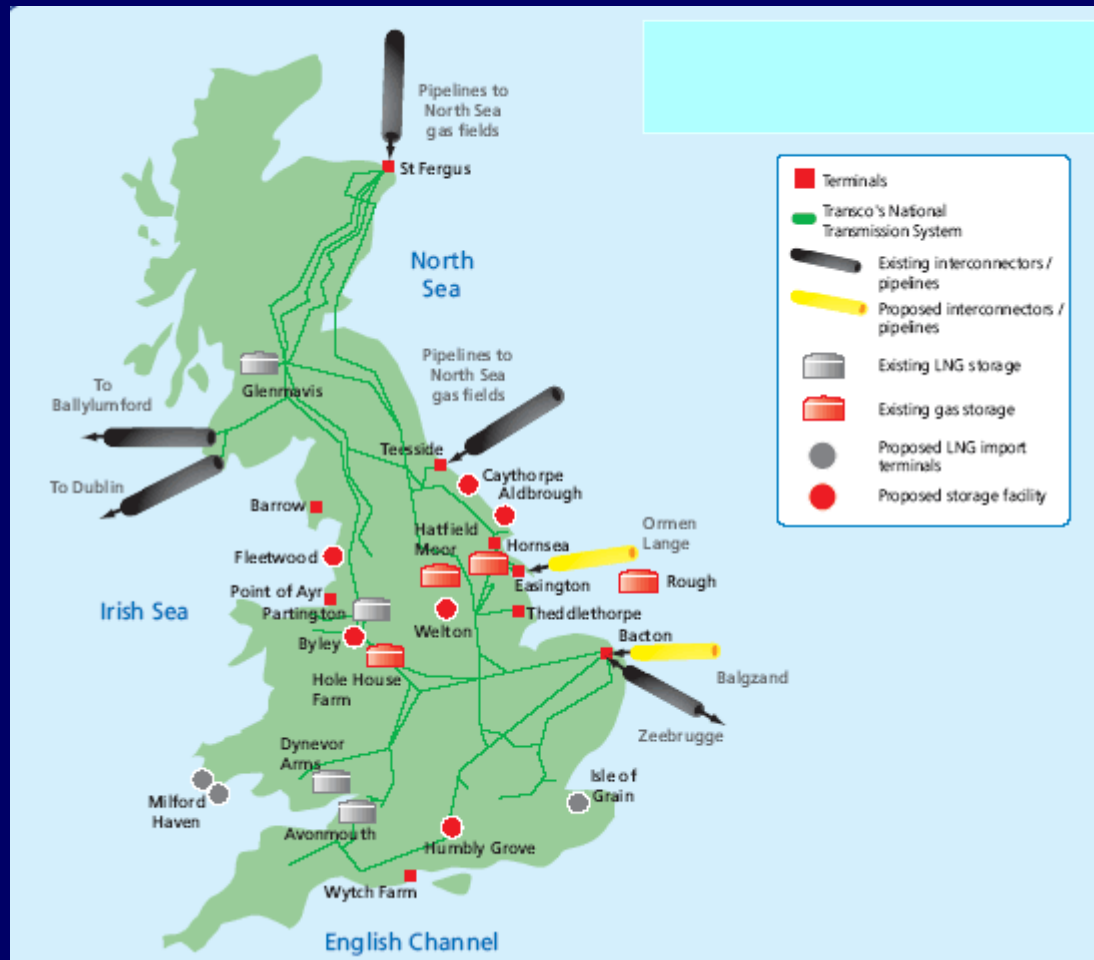 Pipelines to
North Sea
gas fields
St Fergus
Terminals
Transco's National
Transmission System
Existing interconnectors /
pipelines
Proposed interconnectors /
pipelines
Existing LNG storage
Existing gas storage
Proposed LNG import
terminals
Proposed storage facility
North
Sea
Pipelines to
North Sea
gas fields
Glenmavis
To
Ballylumford
To Dublin
Teesside
Caythorpe
Aldbrough
Barrow
Hatfield
Moor
Hornsea
Ormen
Lange
Fleetwood
Easington
Rough
Point of Ayr
Partington
Theddlethorpe
Irish Sea
Byley
Welton
Bacton
Hole House
Farm
Balgzand
Zeebrugge
Dynevor
Arms
Isle of
Grain
Milford
Haven
Avonmouth
Humbly Grove
Wytch Farm
English Channel